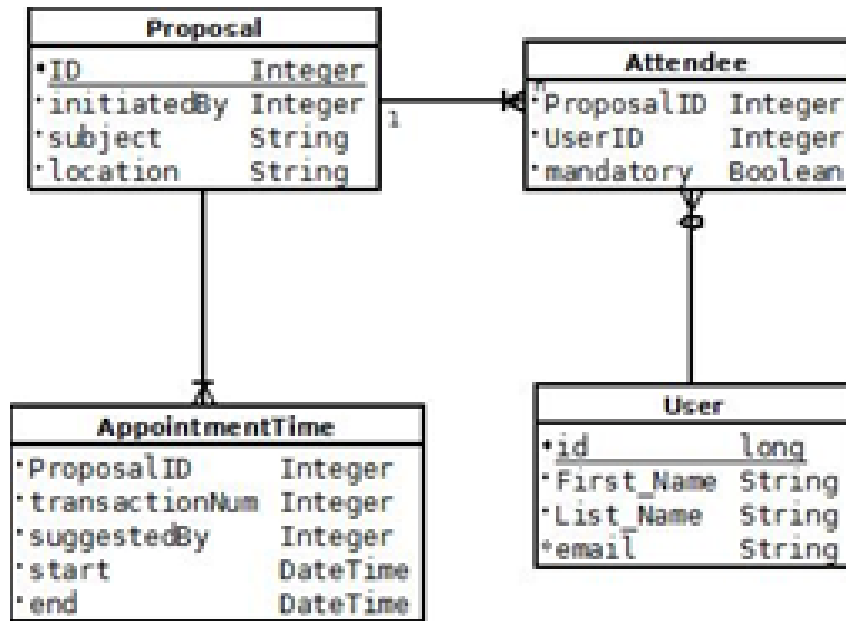 Proposal
ID Integer
initiatedBy Integer
subject String
location String
1
n
Attendee
ProposalID Integer
UserID Integer
mandatory Boolean
AppointmentTime
ProposalID Integer
transactionNum Integer
suggestedBy Integer
start DateTime
end DateTime
User
id long
First_Name String
List_Name String
email String